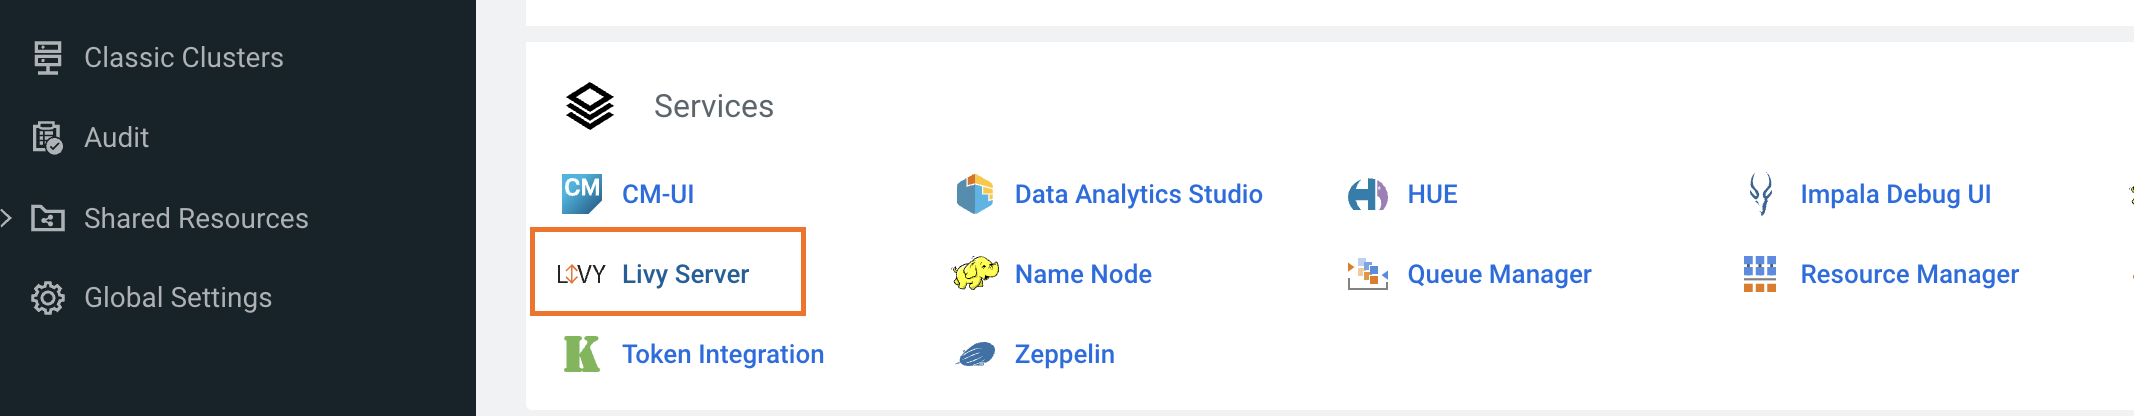 Classic Clusters
Audit
Shared Resources
Global Settings
Services
CM CM-UI
Data Analytics Studio
HUE
Impala Debug UI
LIVY Livy Server
Name Node
Queue Manager
Resource Manager
K Token Integration
Zeppelin